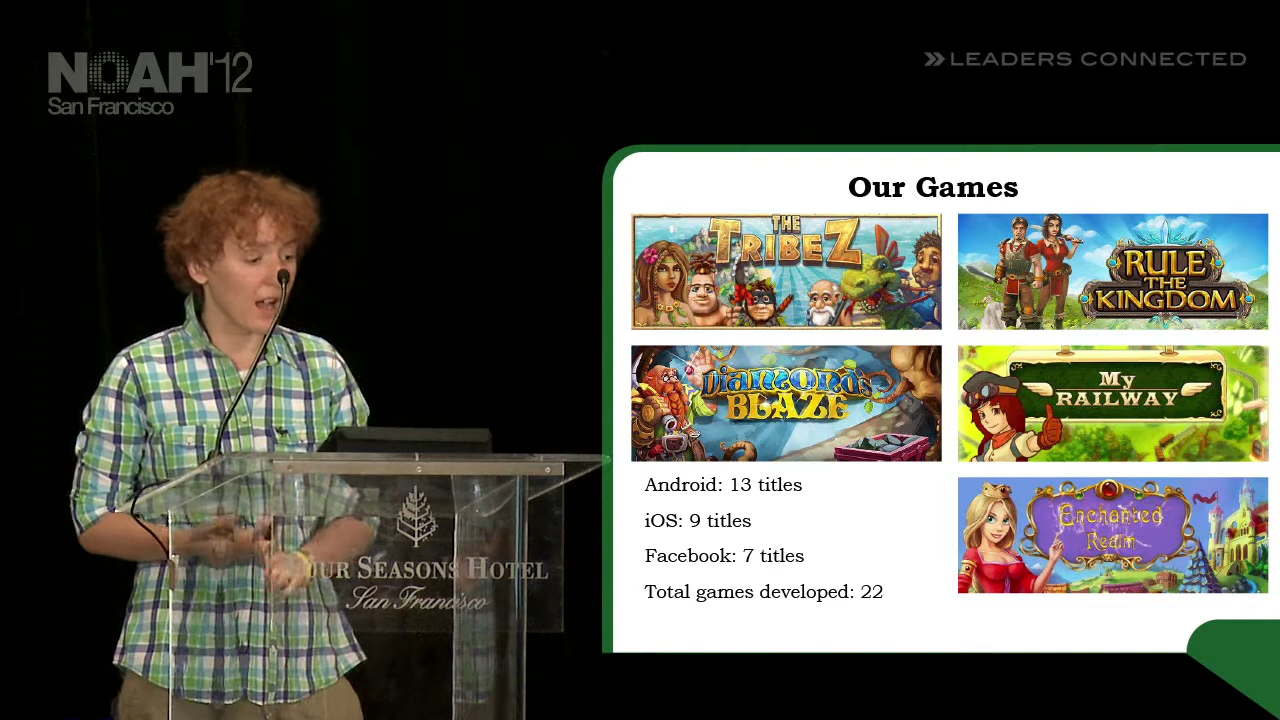 NOAH'12
San Francisco
LEADERS CONNECTED
Our Games
THE
TRIBEZ
RULE
THE
KINGDOM
Diamonds
BLAZE
My
RAILWAY
Android: 13 titles
iOS: 9 titles
Facebook: 7 titles
Total games developed: 22
Enchanted
Realm
OUR SEASONS HOTEL
San Francisco